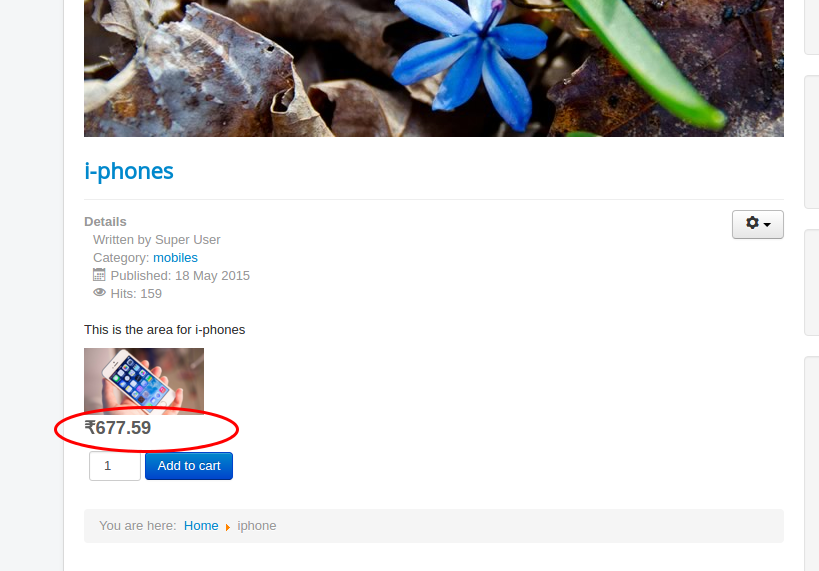 i-phones
Details
Written by Super User
Category: mobiles
Published: 18 May 2015
Hits: 159
This is the area for i-phones
₹677.59
1
Add to cart
You are here: Home iphone